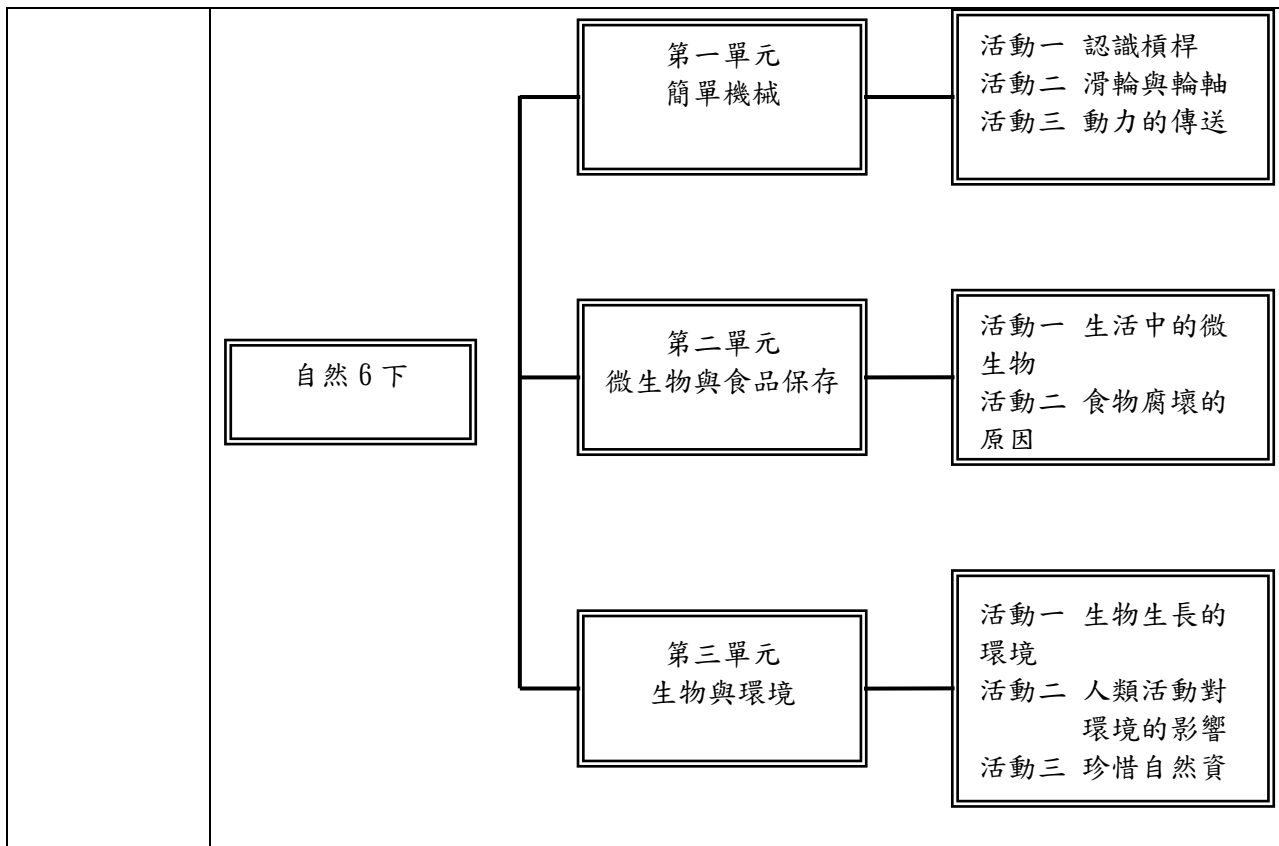 自然 6 下
第一單元
簡單機械
活動一 認識槓桿
活動二 滑輪與輪軸
活動三 動力的傳送
第二單元
微生物與食品保存
活動一 生活中的微
生物
活動二 食物腐壞的
原因
第三單元
生物與環境
活動一 生物生長的
環境
活動二 人類活動對
環境的影響
活動三 珍惜自然資